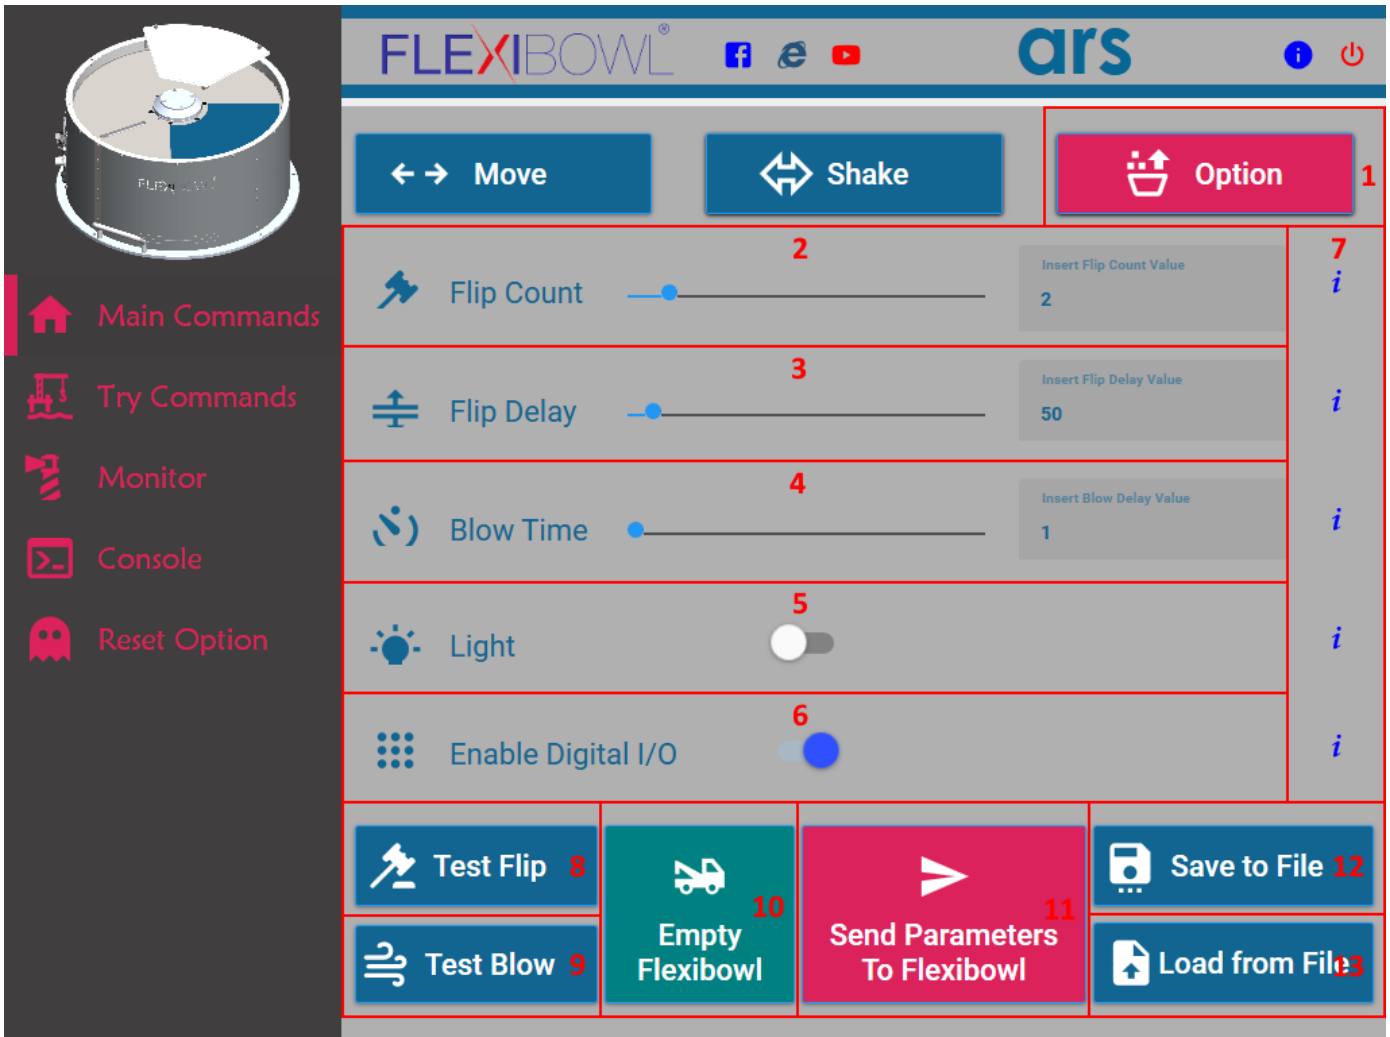 FLEXIBOWL®
ars
Move
Shake
Option
1
Main Commands
Try Commands
Monitor
Console
Reset Option
2
Flip Count
Insert Flip Count Value
2
7
i
3
Flip Delay
Insert Flip Delay Value
50
i
4
Blow Time
Insert Blow Delay Value
1
i
5
Light
i
6
Enable Digital I/O
i
Test Flip 8
Test Blow 9
10
Empty
Flexibowl
11
Send Parameters
To Flexibowl
Save to File 12
Load from File 13